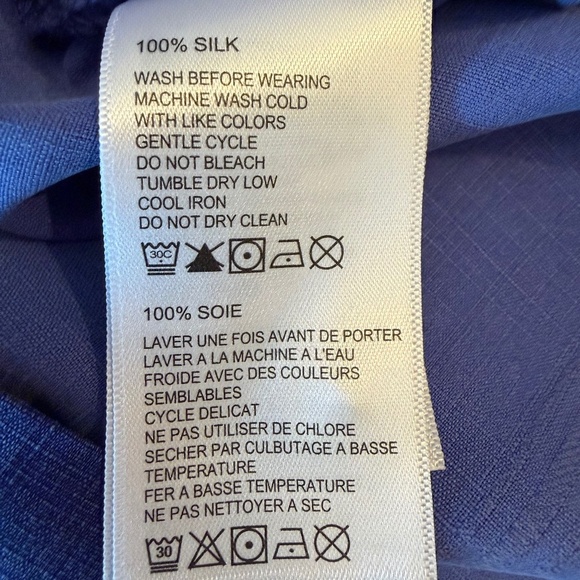 100% SILK
WASH BEFORE WEARING
MACHINE WASH COLD
WITH LIKE COLORS
GENTLE CYCLE
DO NOT BLEACH
TUMBLE DRY LOW
COOL IRON
DO NOT DRY CLEAN
30C
100% SOIE
LAVER UNE FOIS AVANT DE PORTER
LAVER A LA MACHINE A L'EAU
FROIDE AVEC DES COULEURS
SEMBLABLES
CYCLE DELICAT
NE PAS UTILISER DE CHLORE
SECHER PAR CULBUTAGE A BASSE
TEMPERATURE
FER A BASSE TEMPERATURE
NE PAS NETTOYER A SEC
30